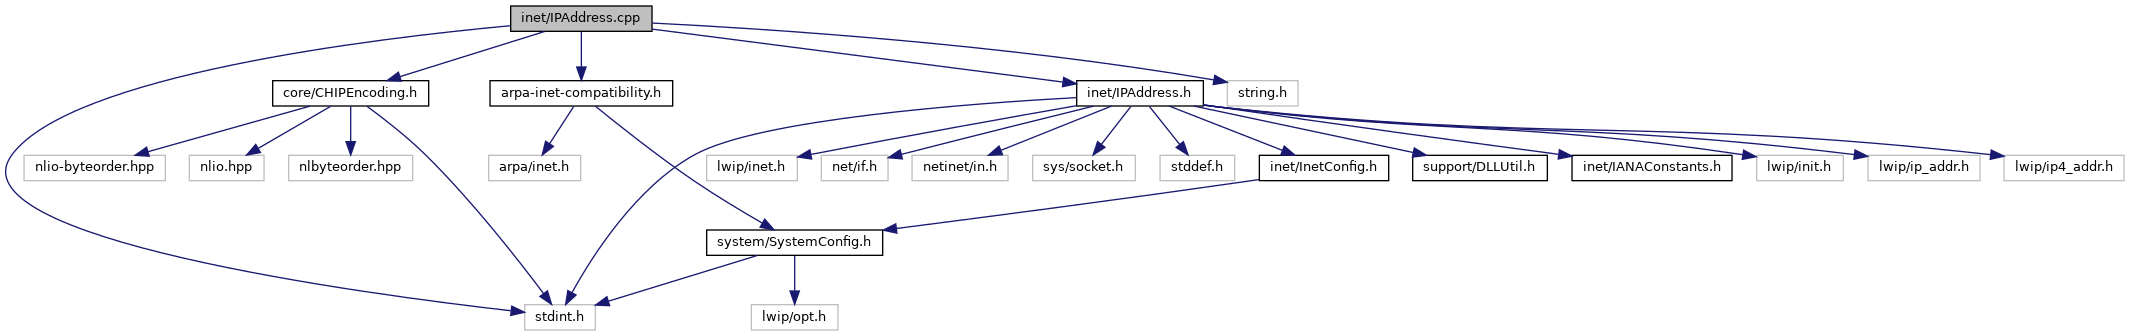 inet/IPAddress.cpp
core/CHIPEncoding.h
arpa-inet-compatibility.h
inet/IPAddress.h
string.h
nlio-byteorder.hpp
nlio.hpp
nlbyteorder.hpp
arpa/inet.h
lwip/inet.h
net/if.h
netinet/in.h
sys/socket.h
stddef.h
inet/InetConfig.h
support/DLLUtil.h
inet/IANAConstants.h
lwip/init.h
lwip/ip_addr.h
lwip/ip4_addr.h
system/SystemConfig.h
stdint.h
lwip/opt.h